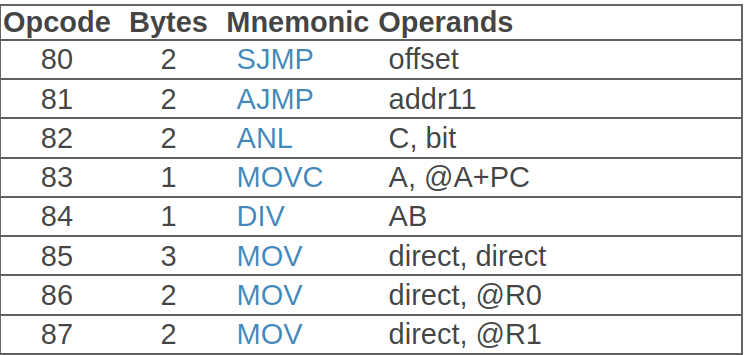 Opcode Bytes Mnemonic Operands
80 2 SJMP offset
81 2 AJMP addr11
82 2 ANL C, bit
83 1 MOVC A, @A+PC
84 1 DIV AB
85 3 MOV direct, direct
86 2 MOV direct, @R0
87 2 MOV direct, @R1